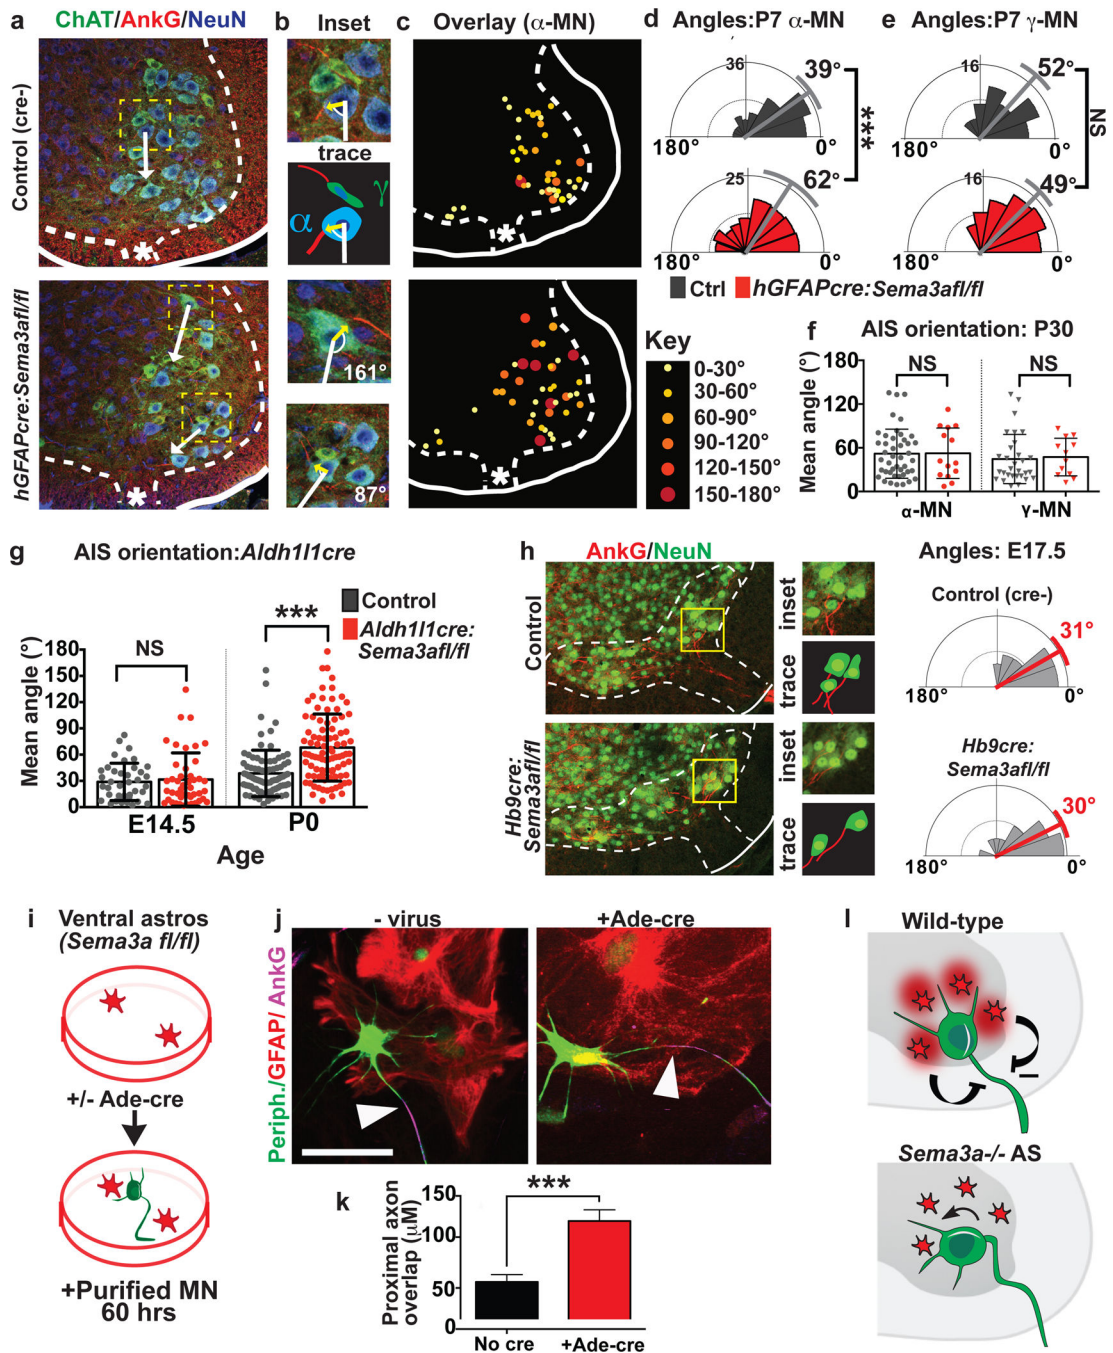 a
ChAT/AnkG/NeuN
Control (cre-)
*
hGFAPcre:Sema3afl/fl
*
b
Inset
trace
γ
α
161°
87°
c
Overlay (α-MN)
*
*
d
Angles:P7 α-MN
36
39°
180°
0°
***
25
62°
180°
0°
e
Angles:P7 γ-MN
16
52°
180°
0°
NS
16
49°
180°
0°
Ctrl
hGFAPcre:Sema3afl/fl
Key
0-30°
30-60°
60-90°
90-120°
120-150°
150-180°
f
AIS orientation: P30
Mean angle (°)
180
120
60
0
NS
NS
α-MN
γ-MN
g
AIS orientation:Aldh1l1cre
Control
Aldh1l1cre:
Sema3afl/fl
Mean angle (°)
180
150
120
90
60
30
0
NS
***
E14.5
P0
Age
h
AnkG/NeuN
Control
inset
trace
Hb9cre:
Sema3afl/fl
inset
trace
Angles: E17.5
Control (cre-)
31°
180°
0°
Hb9cre:
Sema3afl/fl
30°
180°
0°
i
Ventral astros
(Sema3a fl/fl)
+/- Ade-cre
+Purified MN
60 hrs
j
- virus
+Ade-cre
Periph./GFAP/AnkG
k
Proximal axon
overlap (uM)
150
100
50
0
***
No cre
+Ade-cre
l
Wild-type
Sema3a-/- AS